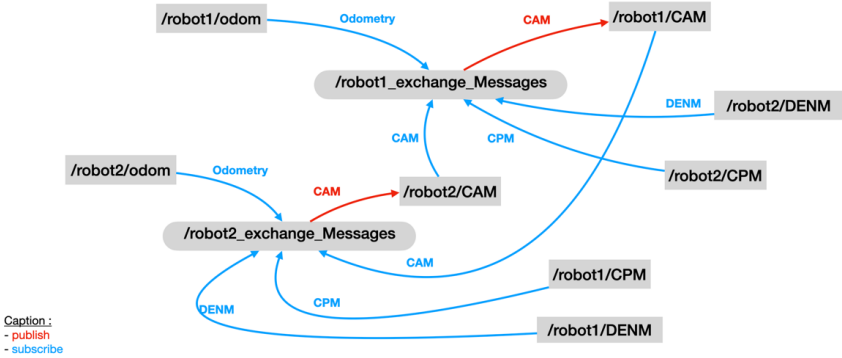 /robot1/odom
Odometry
CAM
/robot1/CAM
/robot1_exchange_Messages
DENM
/robot2/DENM
CAM
CPM
/robot2/odom
Odometry
/robot2/CPM
CAM
/robot2/CAM
/robot2_exchange_Messages
CAM
/robot1/CPM
DENM
CPM
/robot1/DENM
Caption :
- publish
- subscribe